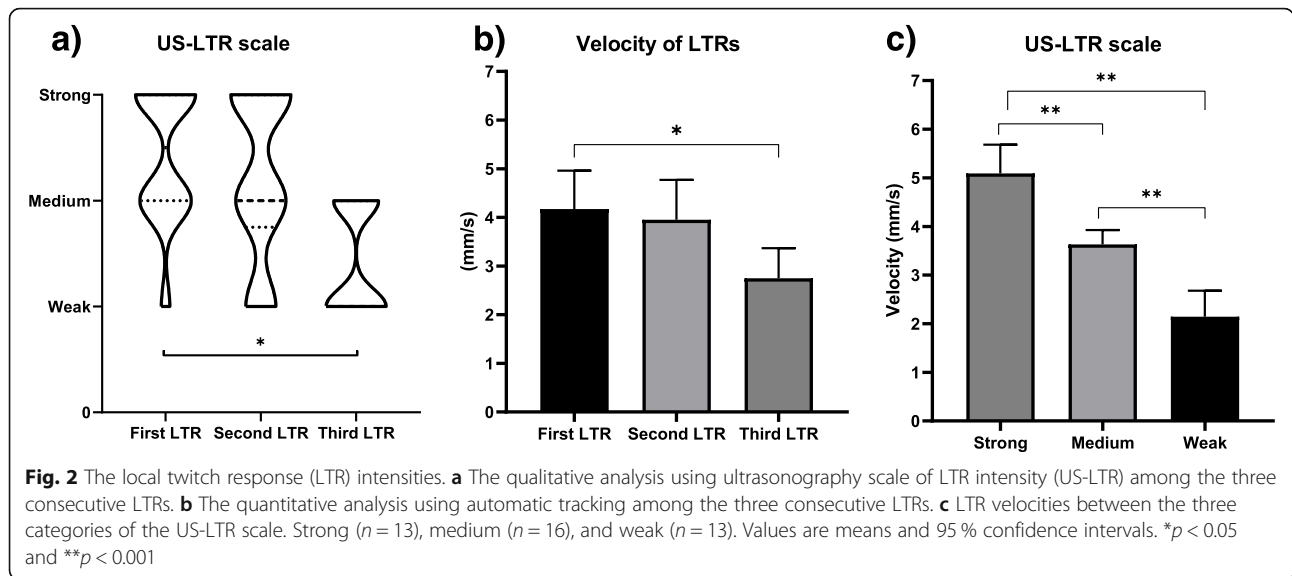 a)
US-LTR scale
Strong
Medium
Weak
0
*
First LTR Second LTR Third LTR
b)
Velocity of LTRs
(mm/s)
7
6
5
4
3
2
1
0
*
First LTR Second LTR Third LTR
c)
US-LTR scale
Velocity (mm/s)
7
6
5
4
3
2
1
0
**
**
**
Strong Medium Weak
Fig. 2 The local twitch response (LTR) intensities. a The qualitative analysis using ultrasonography scale of LTR intensity (US-LTR) among the three
consecutive LTRs. b The quantitative analysis using automatic tracking among the three consecutive LTRs. c LTR velocities between the three
categories of the US-LTR scale. Strong (n = 13), medium (n = 16), and weak (n = 13). Values are means and 95 % confidence intervals. *p < 0.05
and **p < 0.001